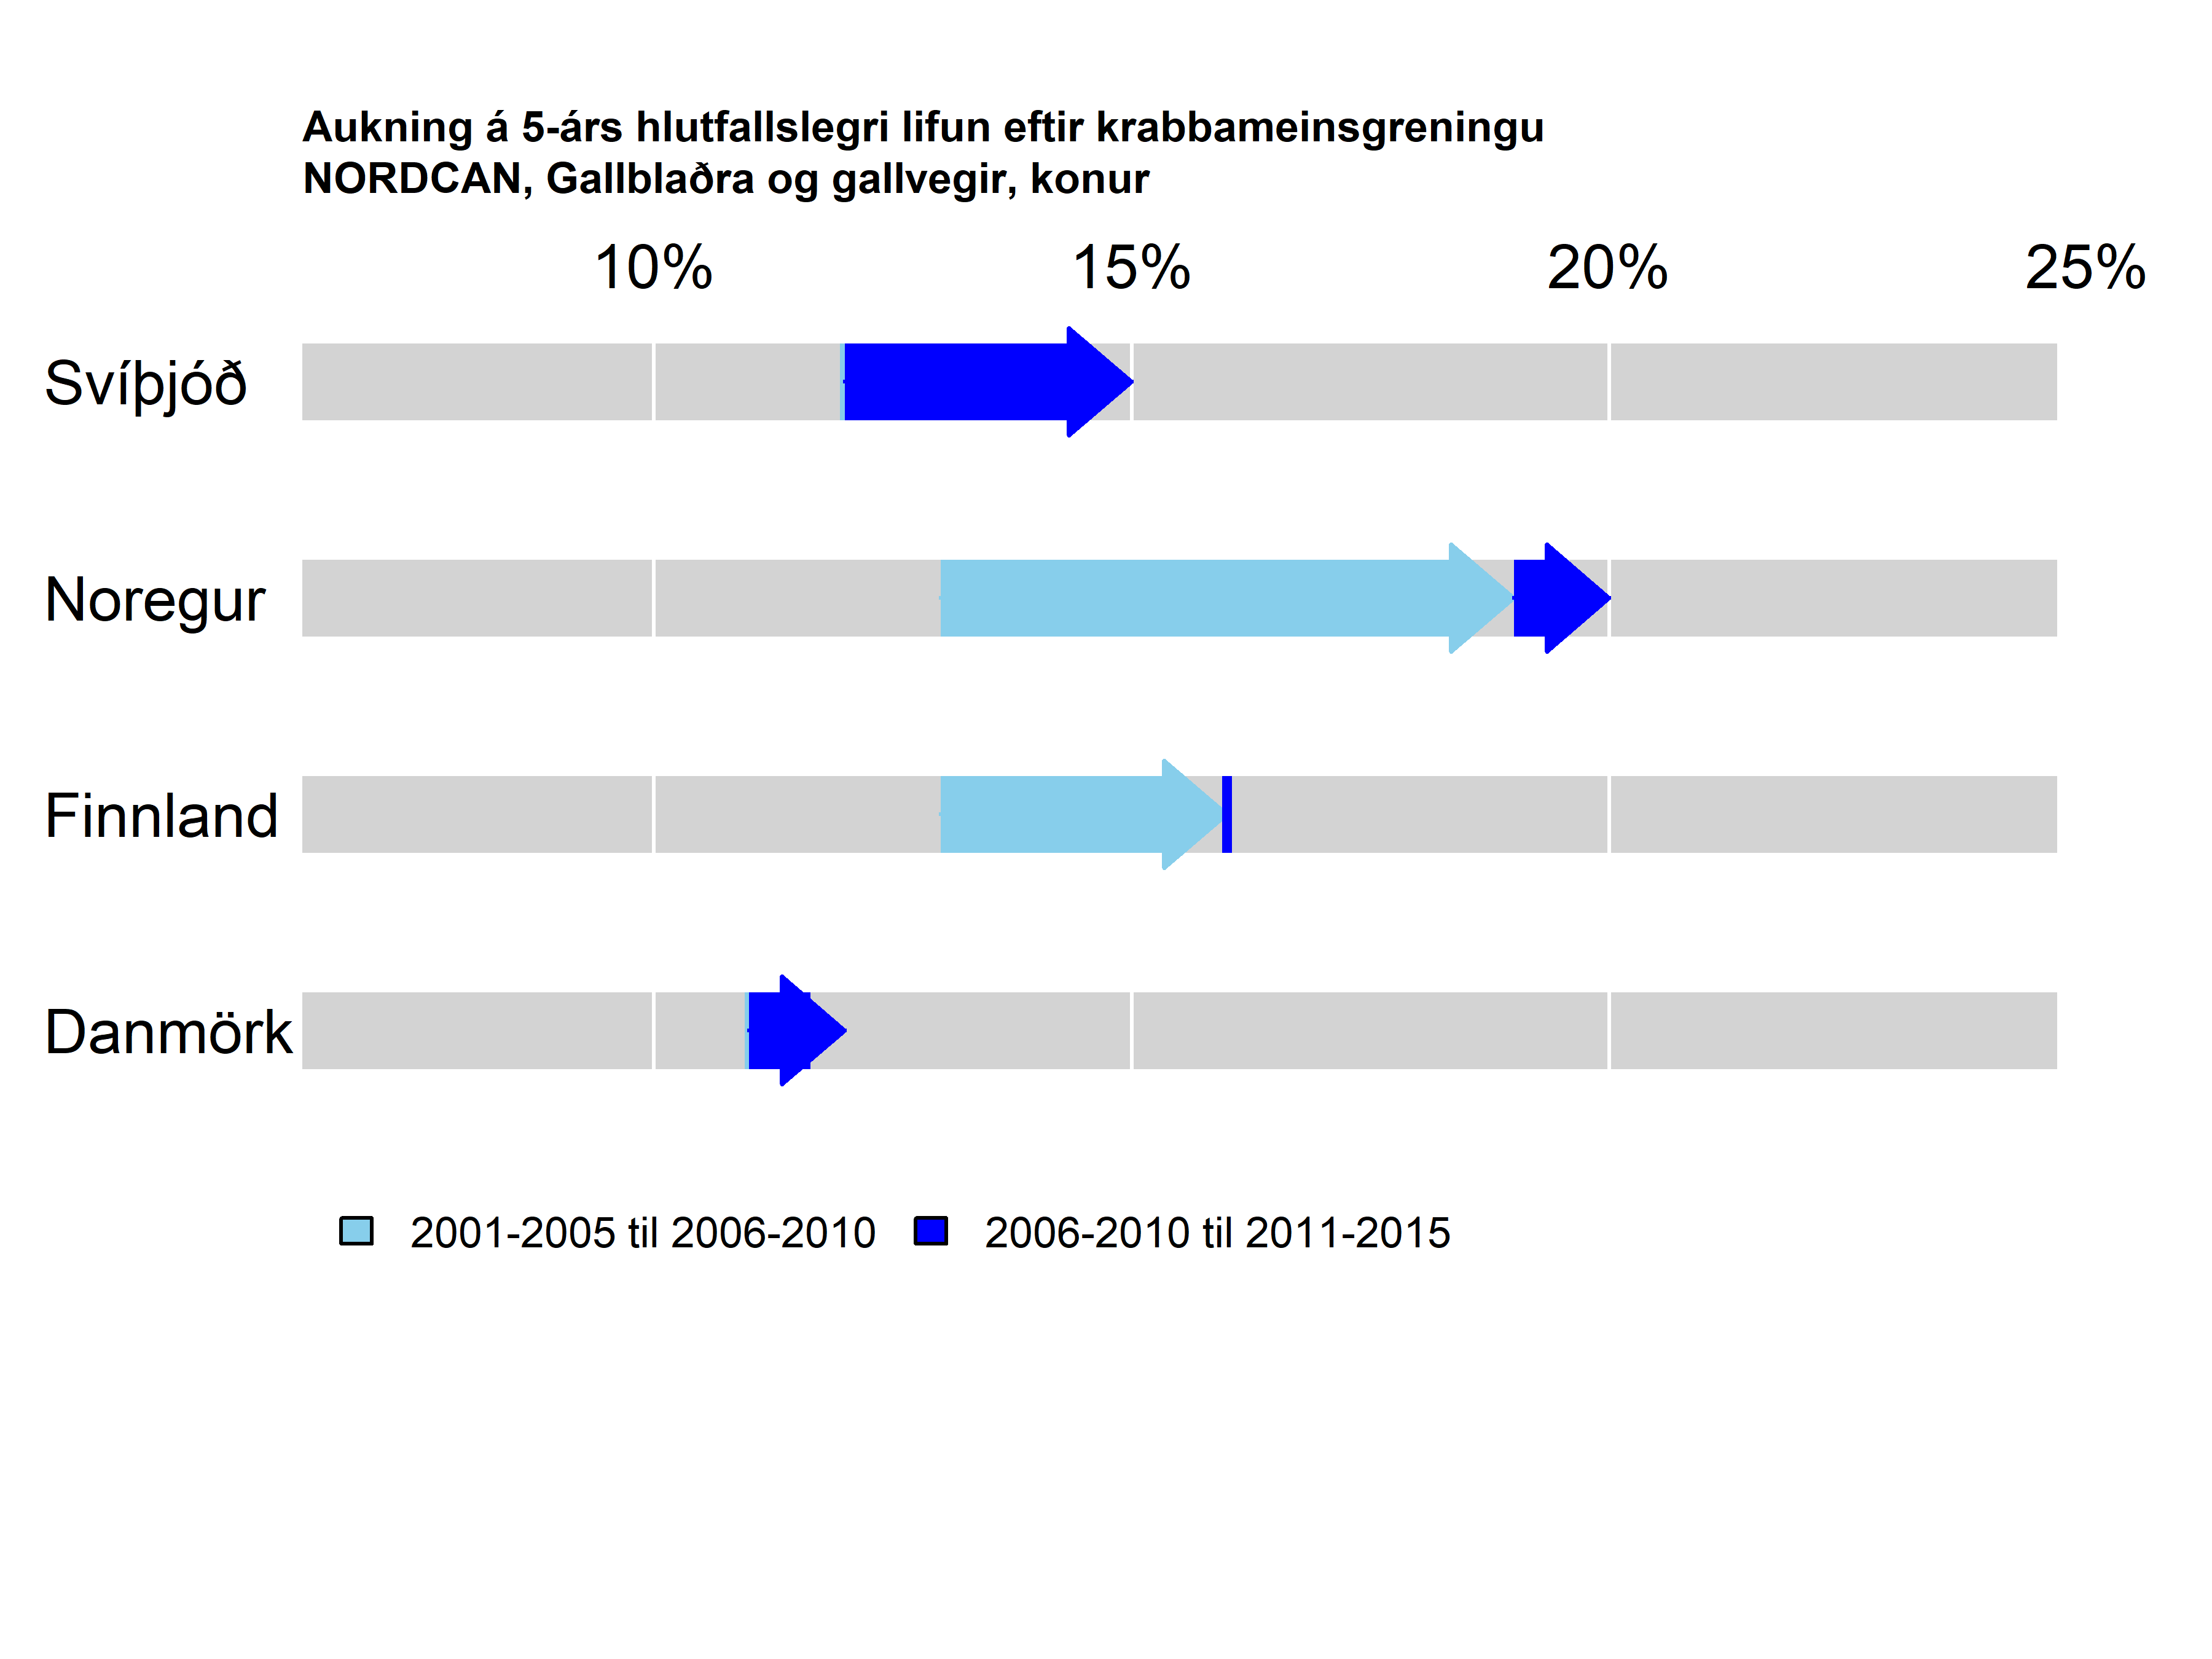 Aukning á 5-árs hlutfallslegri lifun eftir krabbameinsgreningu
NORDCAN, Gallblaðra og gallvegir, konur
10% 15% 20% 25%
Svíþjóð
Noregur
Finnland
Danmörk
2001-2005 til 2006-2010 2006-2010 til 2011-2015